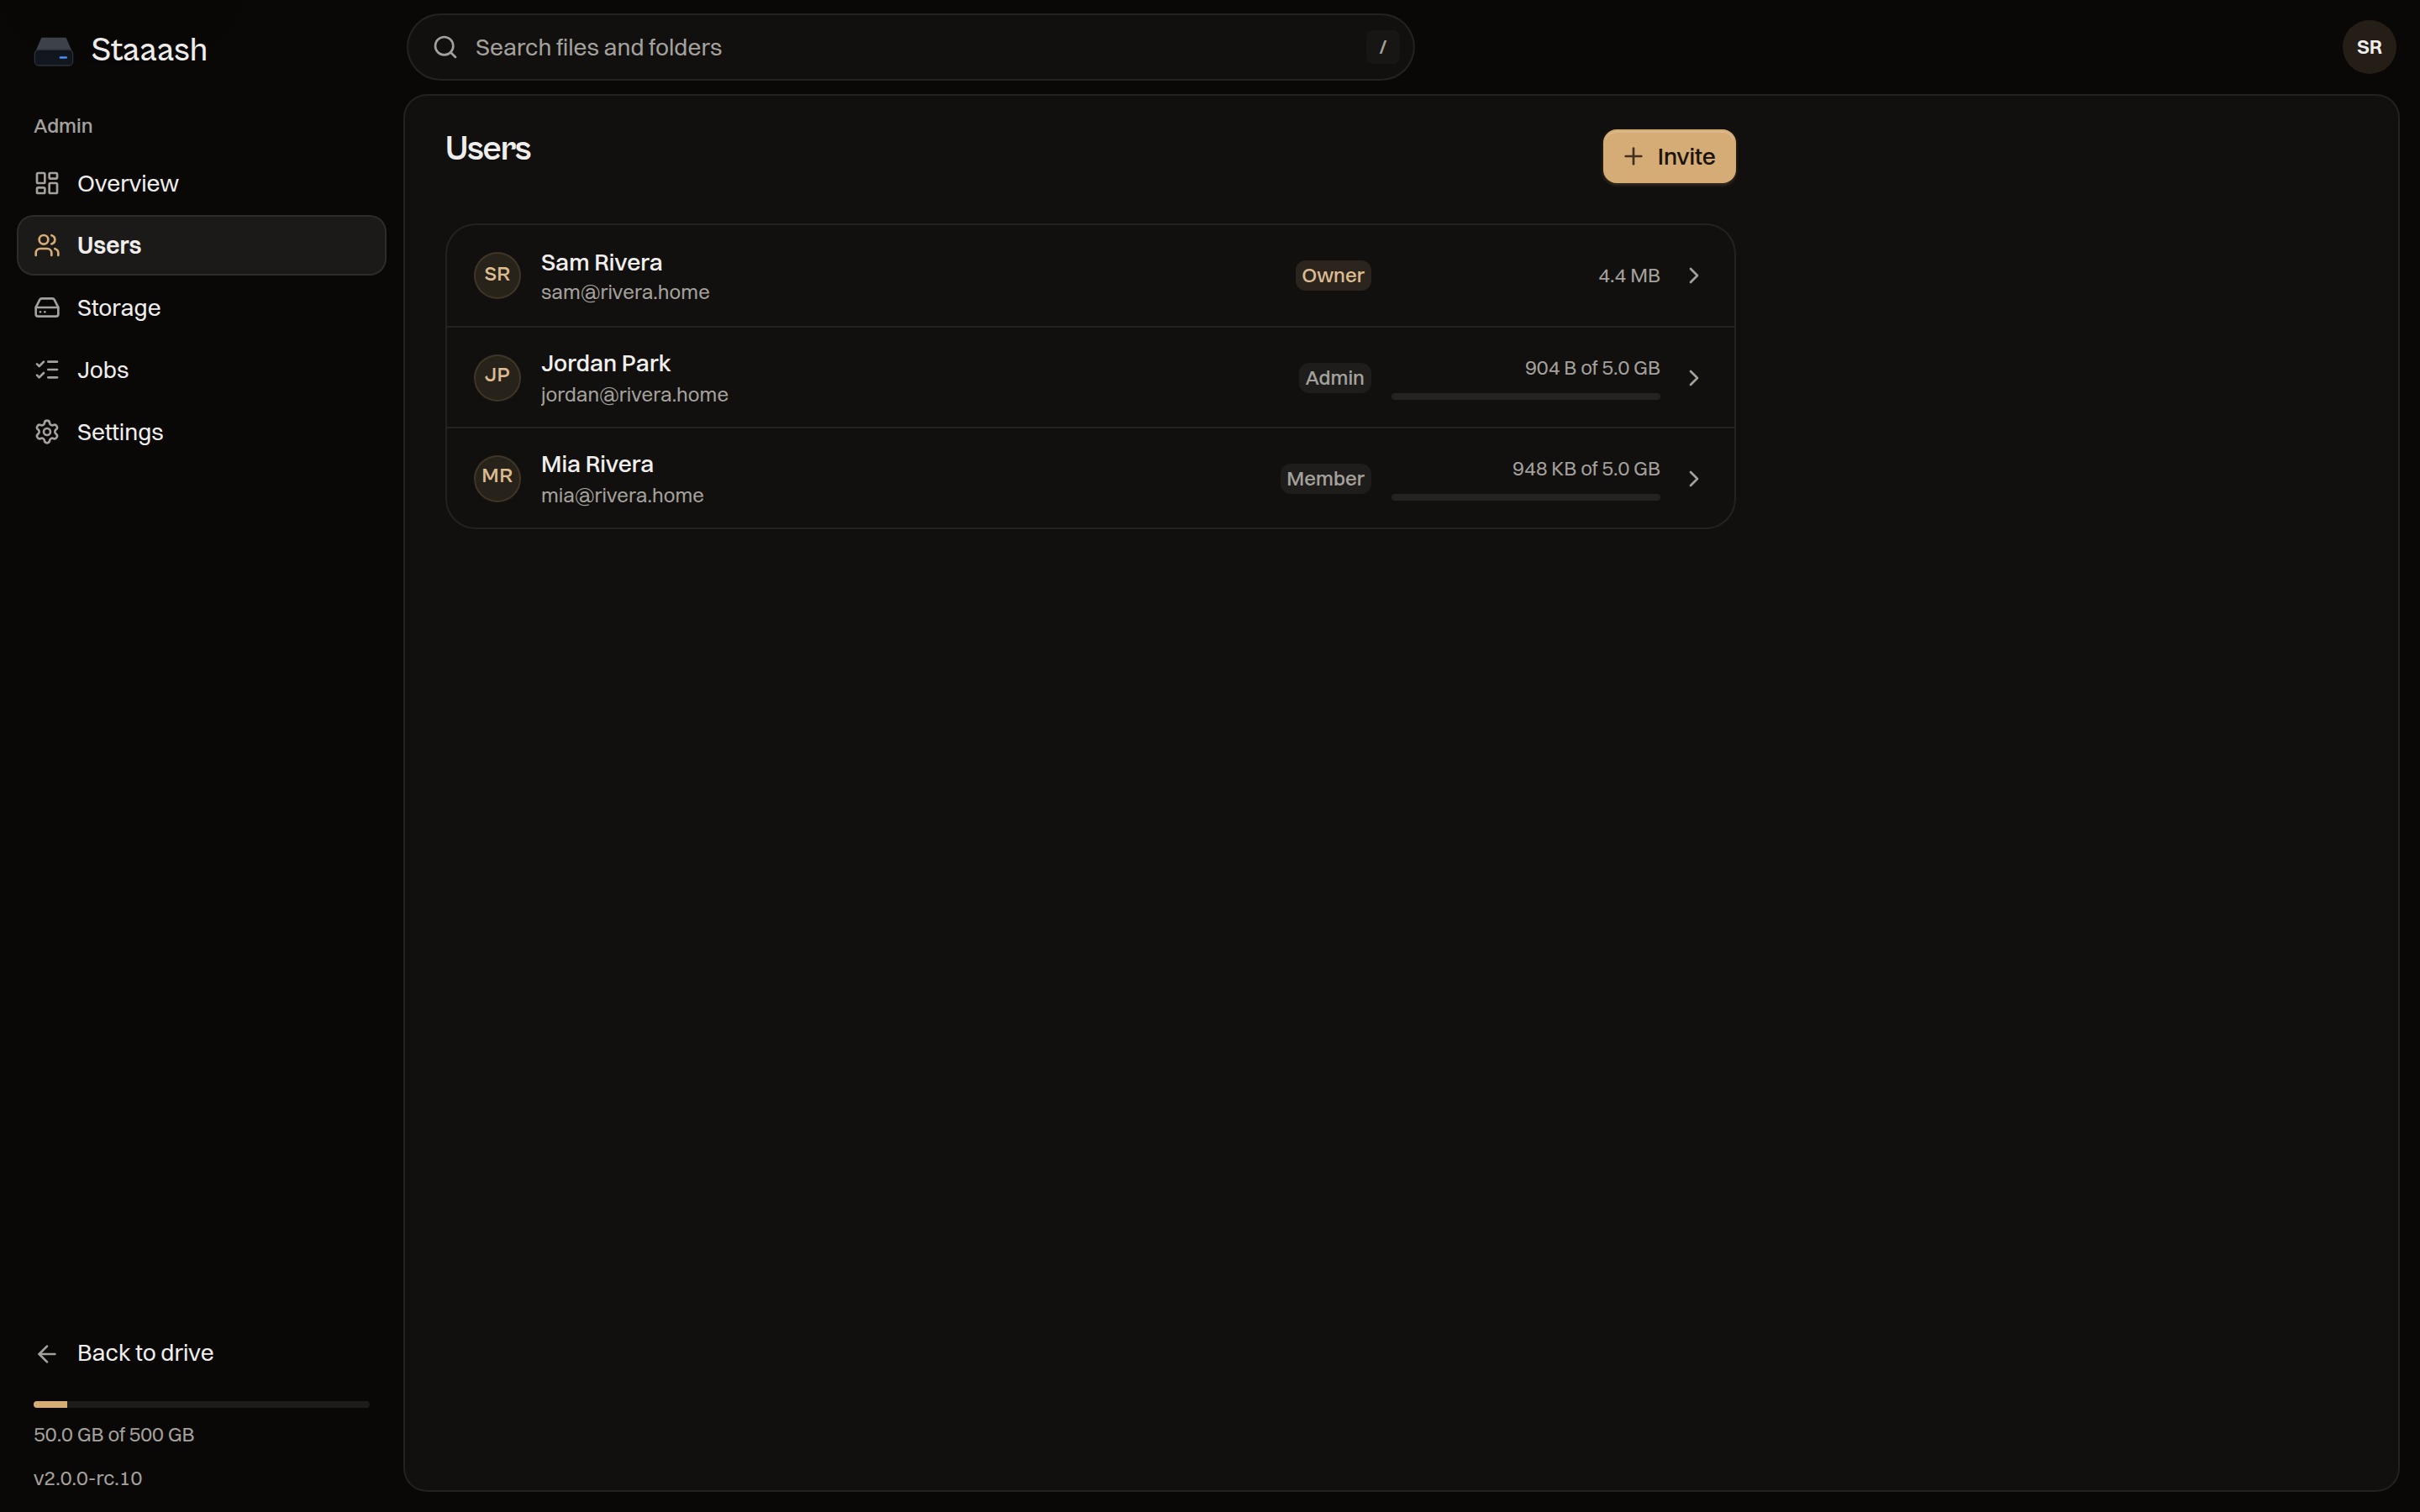 Staaash
Search files and folders
/
SR
Admin
Overview
Users
Storage
Jobs
Settings
Users
Invite
SR
Sam Rivera
sam@rivera.home
Owner
4.4 MB
JP
Jordan Park
jordan@rivera.home
Admin
904 B of 5.0 GB
MR
Mia Rivera
mia@rivera.home
Member
948 KB of 5.0 GB
Back to drive
50.0 GB of 500 GB
v2.0.0-rc.10